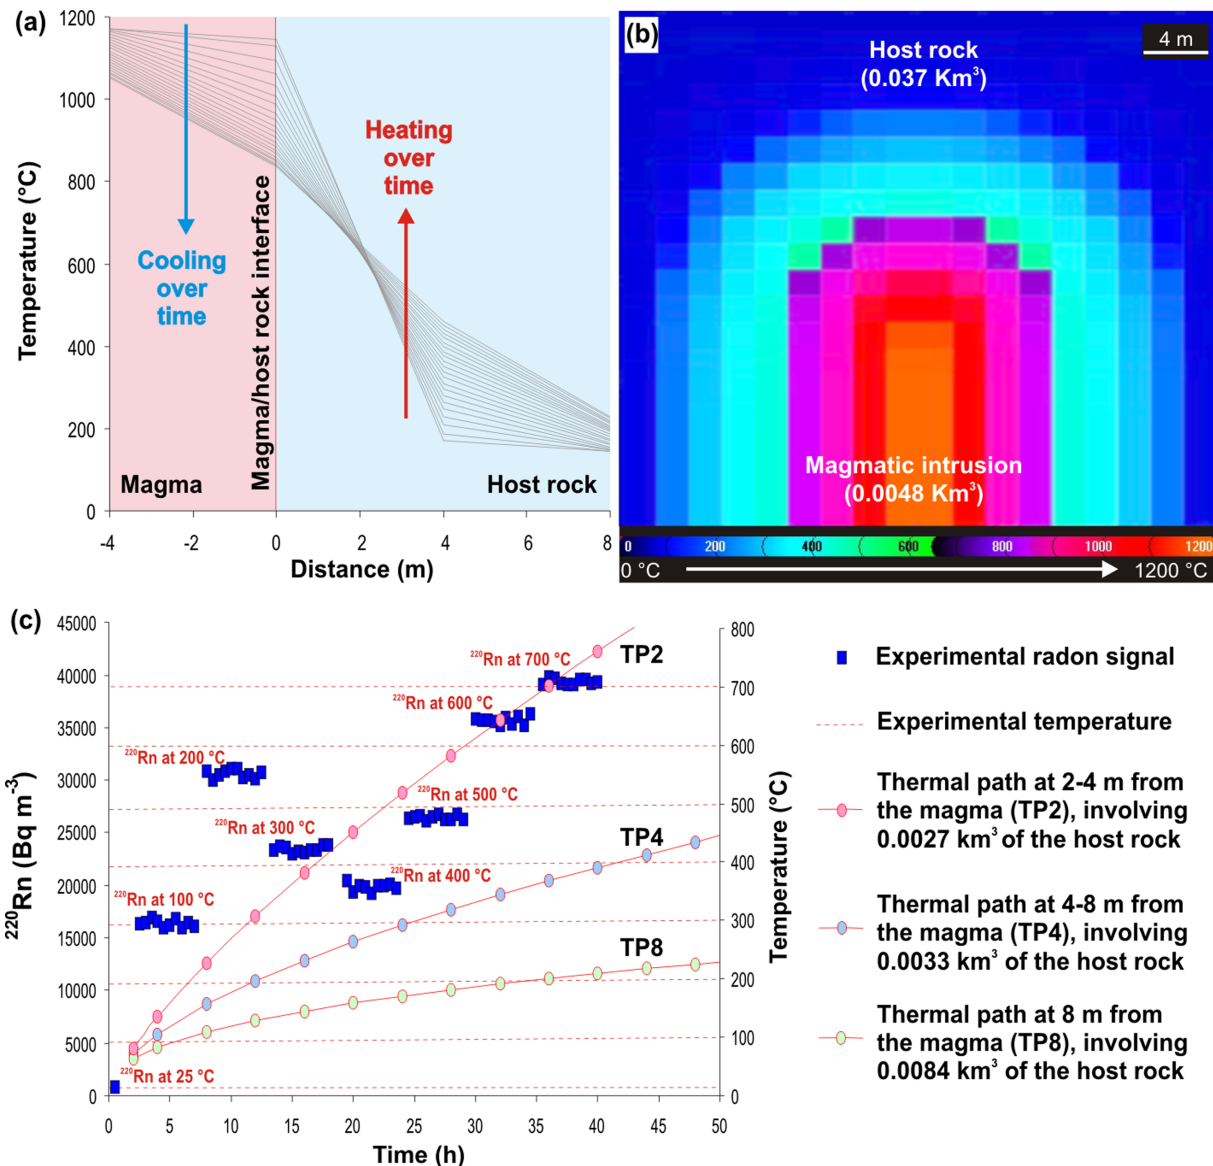 (a)
1200
1000
800
600
400
200
0
Temperature (°C)
Cooling
over
time
Heating
over
time
Magma/host rock interface
Magma
Host rock
-4
-2
0
2
4
6
8
Distance (m)
(b)
4 m
Host rock
(0.037 Km³)
Magmatic intrusion
(0.0048 Km³)
0 200 400 600 800 1000 1200
0 °C 1200 °C
(c)
45000
40000
35000
30000
25000
20000
15000
10000
5000
0
²²⁰Rn (Bq m⁻³)
²²⁰Rn at 700 °C
TP2
²²⁰Rn at 600 °C
²²⁰Rn at 200 °C
²²⁰Rn at 500 °C
²²⁰Rn at 300 °C
TP4
²²⁰Rn at 400 °C
²²⁰Rn at 100 °C
TP8
²²⁰Rn at 25 °C
800
700
600
500
400
300
200
100
0
Temperature (°C)
0 5 10 15 20 25 30 35 40 45 50
Time (h)
Experimental radon signal
Experimental temperature
Thermal path at 2-4 m from
the magma (TP2), involving
0.0027 km³ of the host rock
Thermal path at 4-8 m from
the magma (TP4), involving
0.0033 km³ of the host rock
Thermal path at 8 m from
the magma (TP8), involving
0.0084 km³ of the host rock